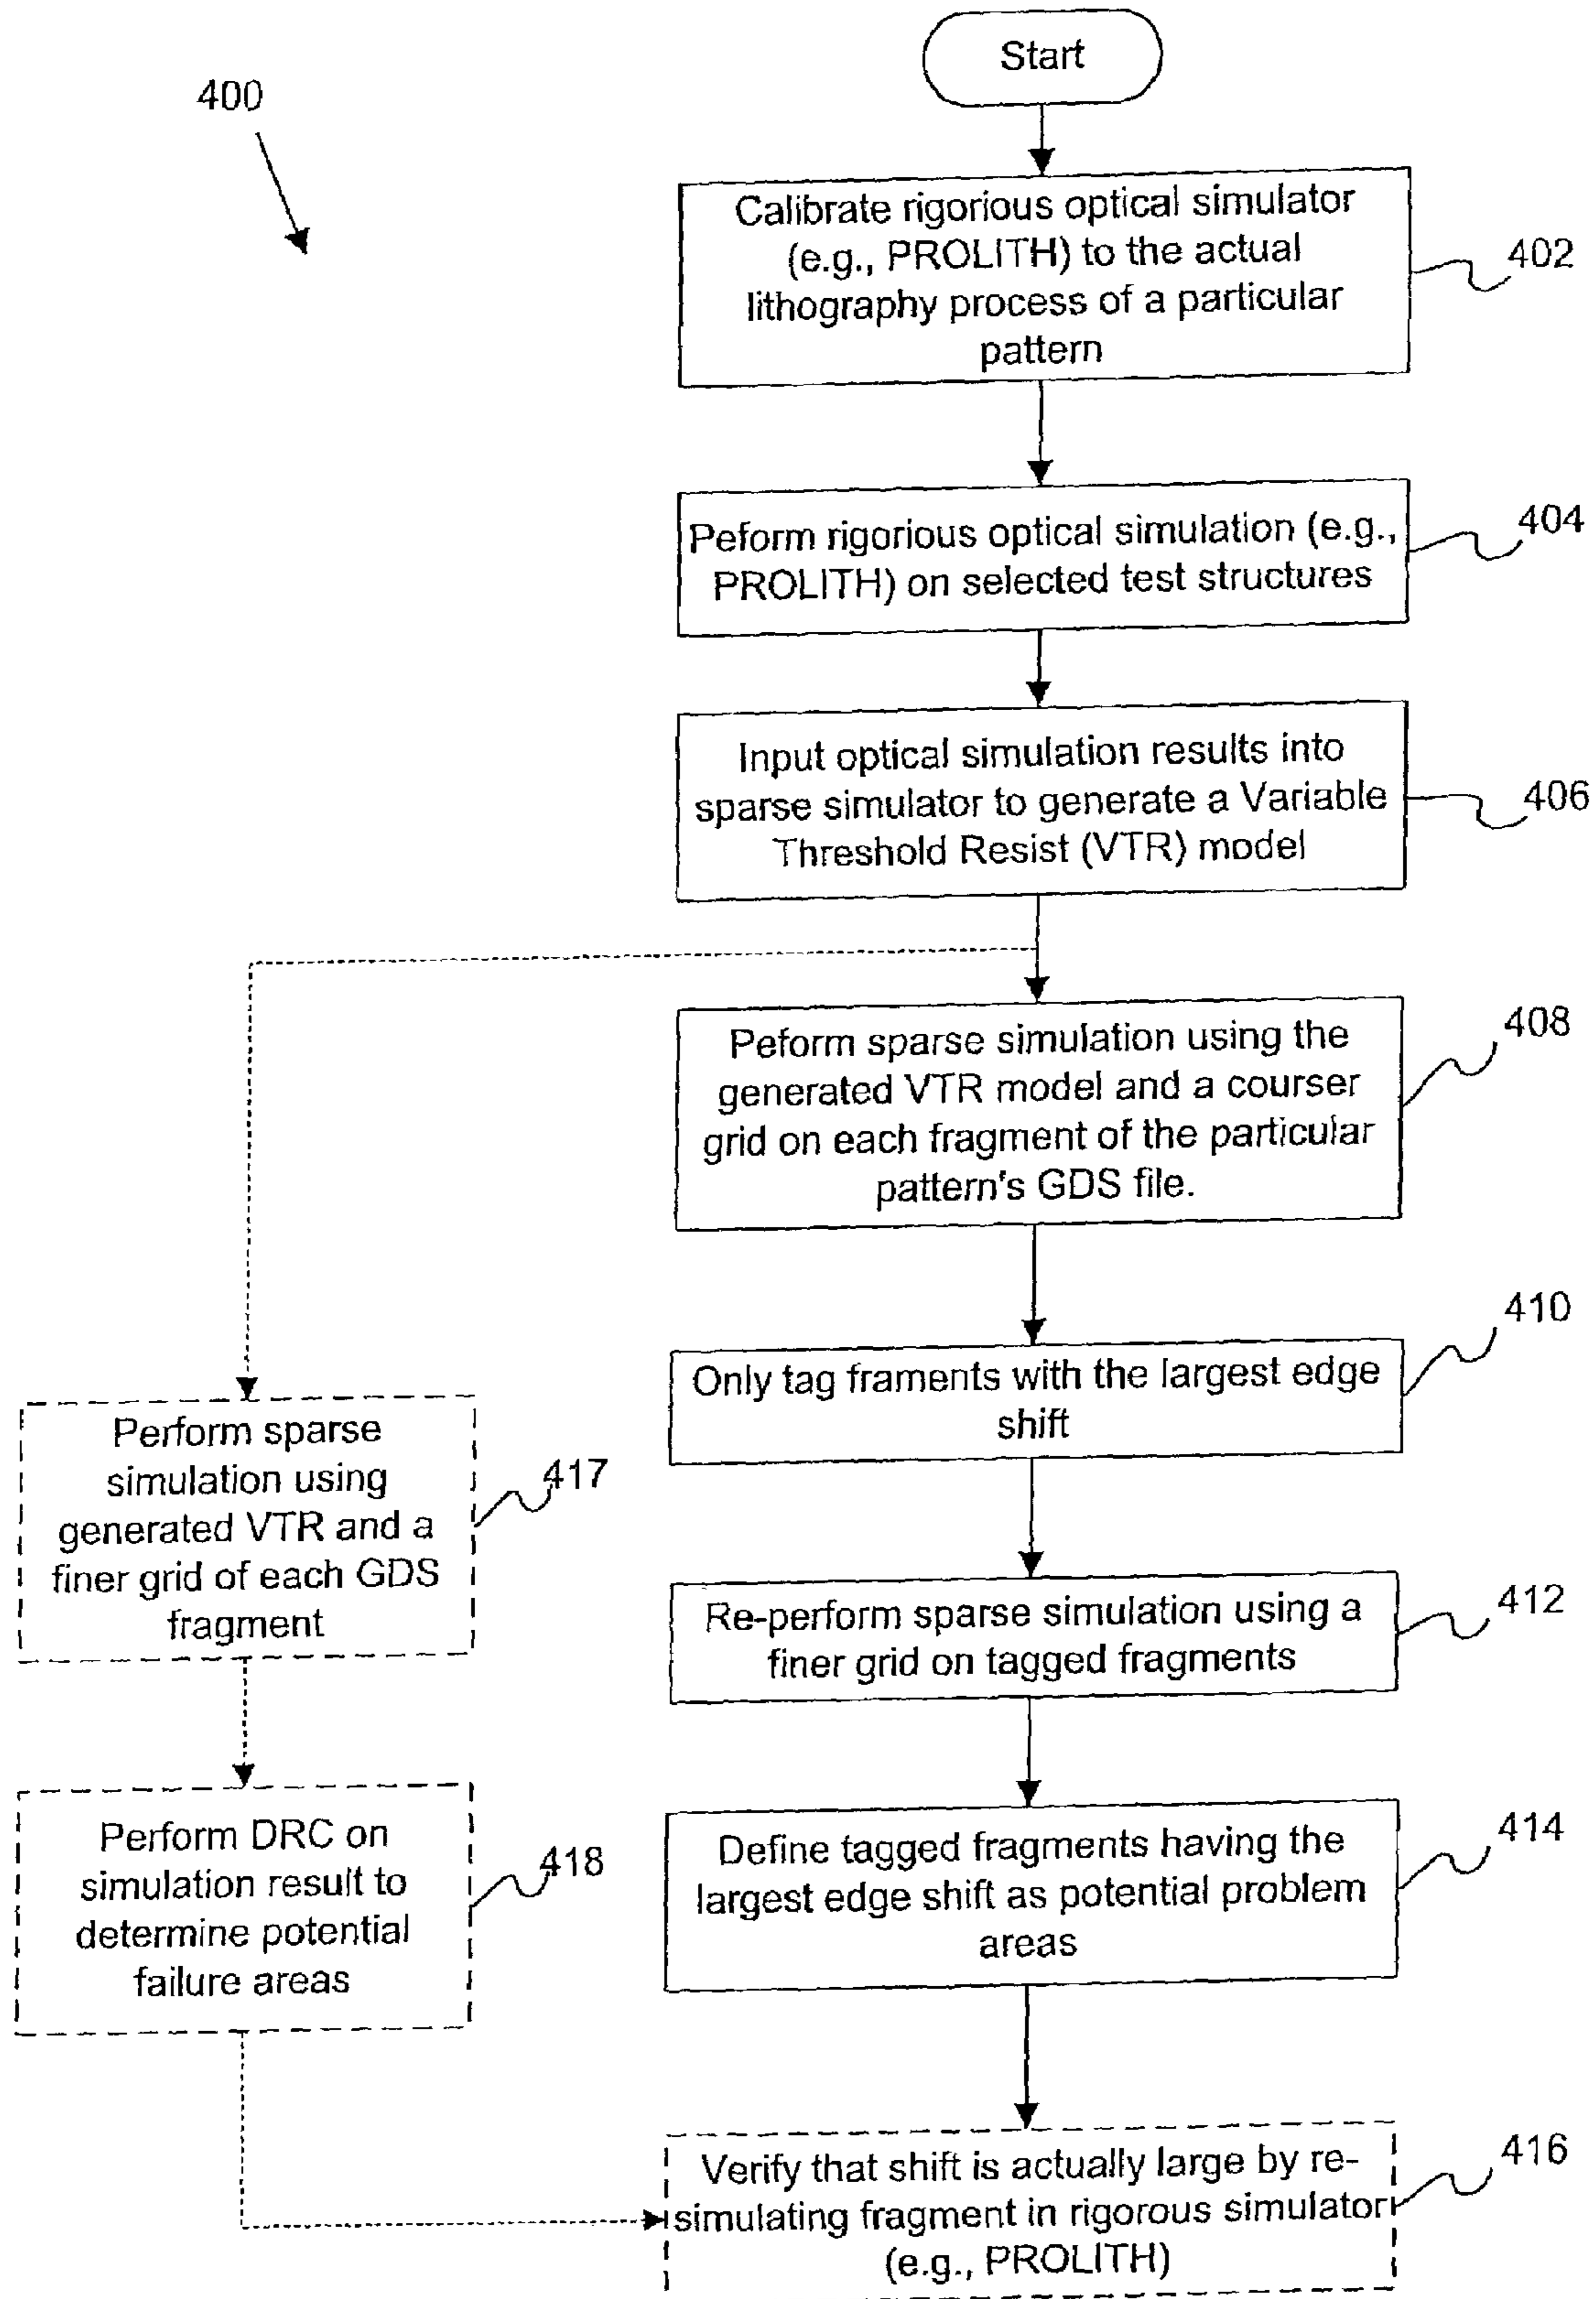 Start
400
Calibrate rigorious optical simulator
(e.g., PROLITH) to the actual
lithography process of a particular
pattern
402
Peform rigorious optical simulation (e.g.,
PROLITH) on selected test structures
404
Input optical simulation results into
sparse simulator to generate a Variable
Threshold Resist (VTR) model
406
Peform sparse simulation using the
generated VTR model and a courser
grid on each fragment of the particular
pattern's GDS file.
408
Only tag framents with the largest edge
shift
410
Perform sparse
simulation using
generated VTR and a
finer grid of each GDS
fragment
417
Re-perform sparse simulation using a
finer grid on tagged fragments
412
Perform DRC on
simulation result to
determine potential
failure areas
418
Define tagged fragments having the
largest edge shift as potential problem
areas
414
Verify that shift is actually large by re-
simulating fragment in rigorous simulator
(e.g., PROLITH)
416